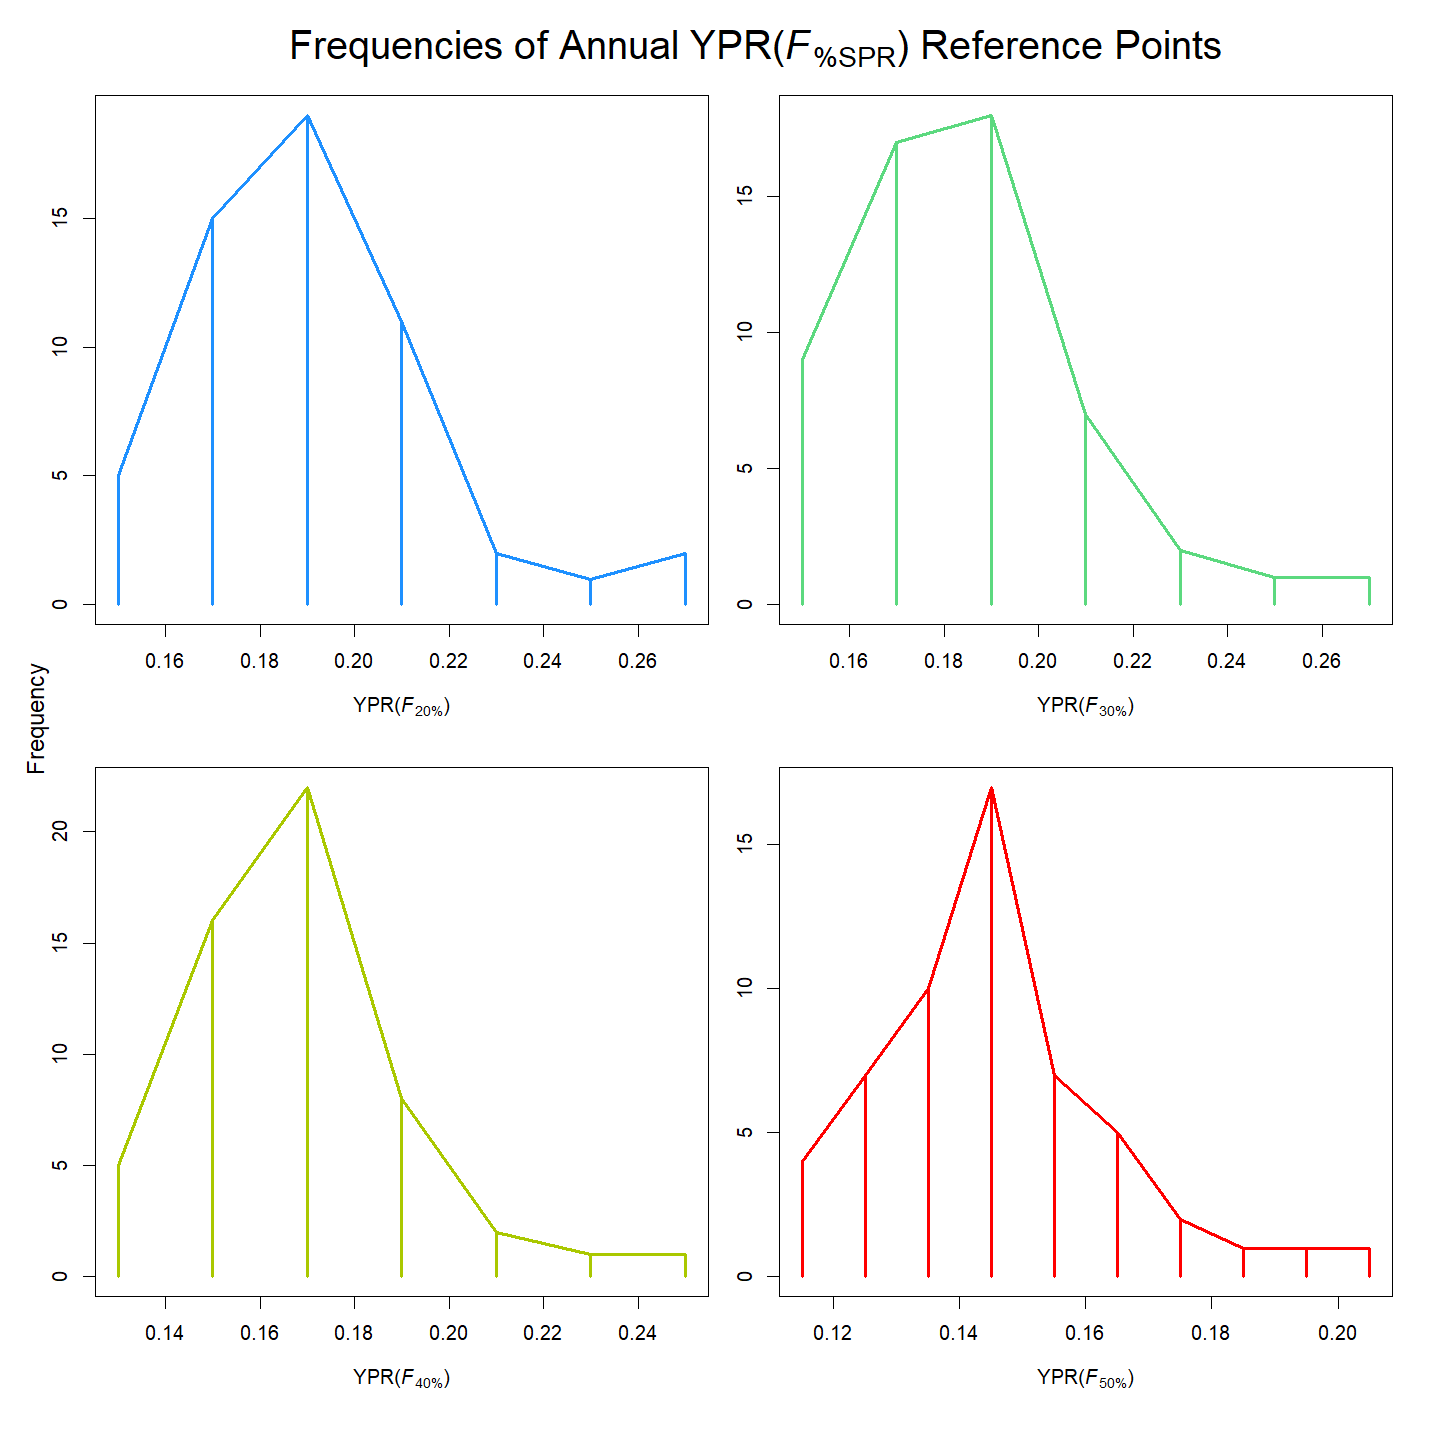 Frequencies of Annual YPR(F%SPR) Reference Points
Frequency
0 5 10 15
0.16 0.18 0.20 0.22 0.24 0.26
YPR(F20%)
0 5 10 15
0.16 0.18 0.20 0.22 0.24 0.26
YPR(F30%)
0 5 10 15 20
0.14 0.16 0.18 0.20 0.22 0.24
YPR(F40%)
0 5 10 15
0.12 0.14 0.16 0.18 0.20
YPR(F50%)